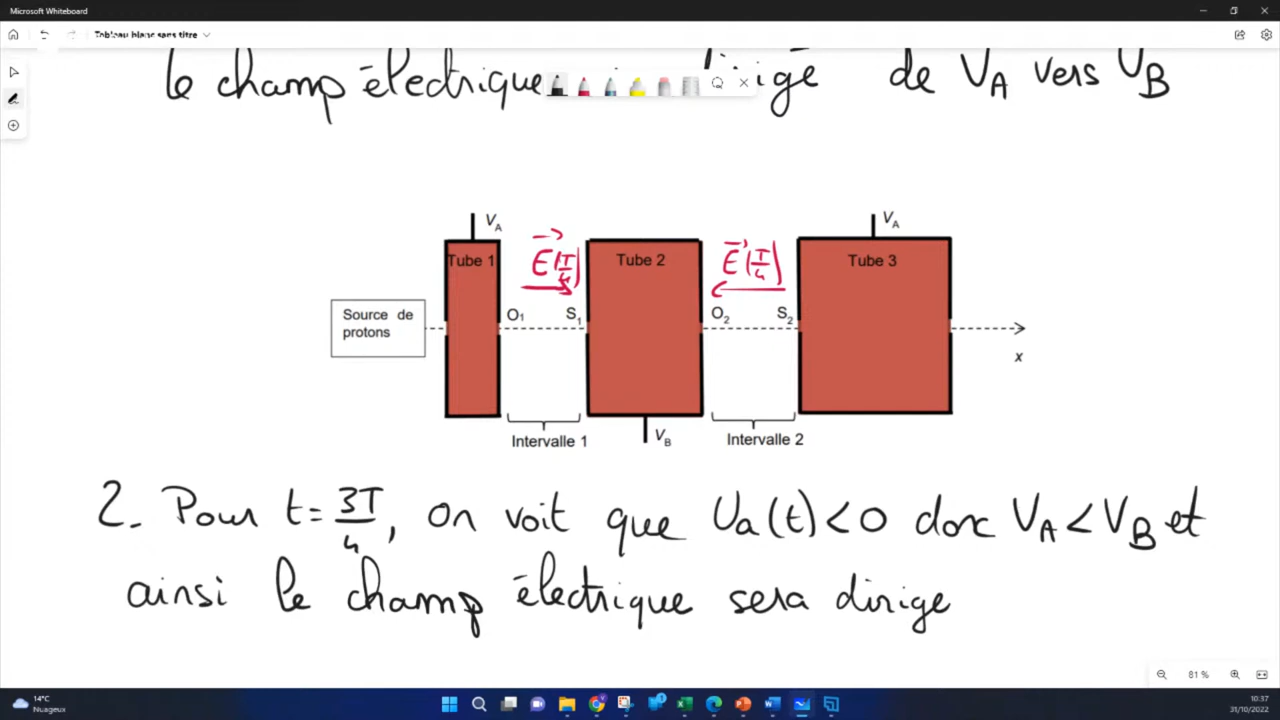 Microsoft Whiteboard
Tableau blanc sans titre
le champ électrique dirigé de VA vers VB
VA
VA
E(T/4)
E(T/4)
Tube 1
Tube 2
Tube 3
Source de
protons
O1
S1
O2
S2
x
Intervalle 1
VB
Intervalle 2
2. Pour t = 3T/4, on voit que Ua(t) < 0 donc VA < VB et
ainsi le champ électrique sera dirige
81 %
14°C
Nuageux
1
10:37
31/10/2022